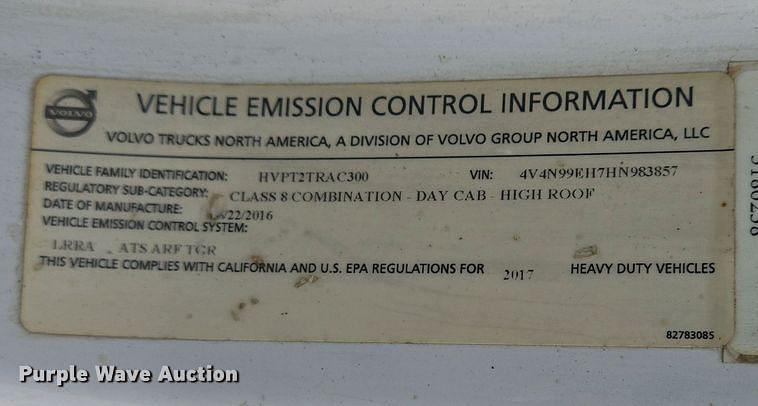 VOLVO
VEHICLE EMISSION CONTROL INFORMATION
VOLVO TRUCKS NORTH AMERICA, A DIVISION OF VOLVO GROUP NORTH AMERICA, LLC
VEHICLE FAMILY IDENTIFICATION: HVPT2TRAC300 VIN: 4V4N99EH7HN983857
REGULATORY SUB-CATEGORY: CLASS 8 COMBINATION - DAY CAB - HIGH ROOF
DATE OF MANUFACTURE: /22/2016
VEHICLE EMISSION CONTROL SYSTEM:
LRRA ATS ARF TGR
THIS VEHICLE COMPLIES WITH CALIFORNIA AND U.S. EPA REGULATIONS FOR 2017 HEAVY DUTY VEHICLES
82783085
Purple Wave Auction